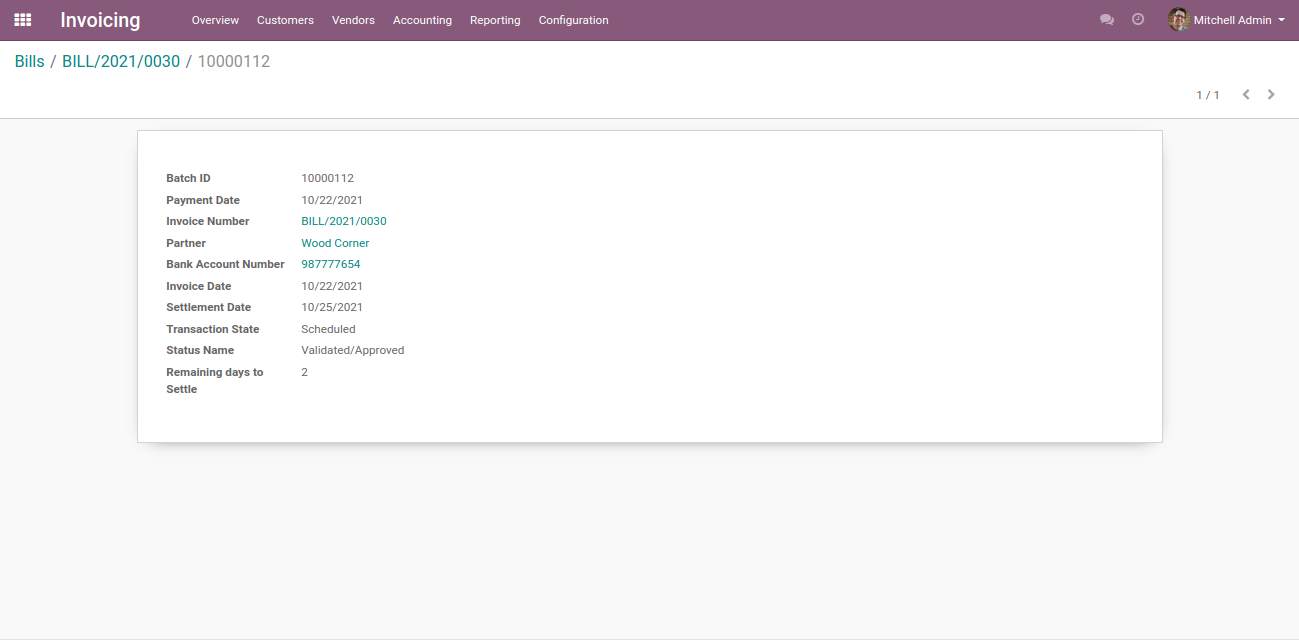 Invoicing Overview Customers Vendors Accounting Reporting Configuration Mitchell Admin
Bills / BILL/2021/0030 / 10000112
1 / 1
Batch ID 10000112
Payment Date 10/22/2021
Invoice Number BILL/2021/0030
Partner Wood Corner
Bank Account Number 987777654
Invoice Date 10/22/2021
Settlement Date 10/25/2021
Transaction State Scheduled
Status Name Validated/Approved
Remaining days to 2
Settle